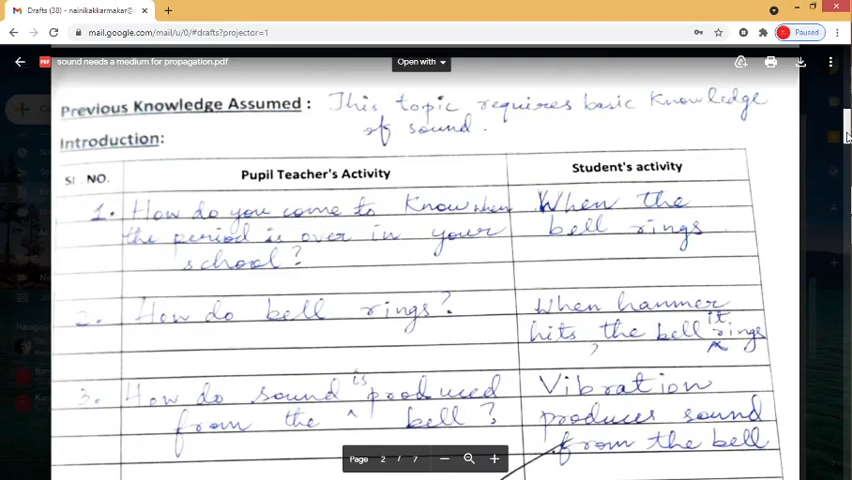 Drafts (38) - nainikakkarmakar@
mail.google.com/mail/u/0/#drafts?projector=1
Paused
PDF sound needs a medium for propagation.pdf
Open with
Previous Knowledge Assumed : This topic requires basic knowledge
of sound.
Introduction:
Sl NO. Pupil Teacher's Activity Student's activity
1. How do you come to know when When the
the period is over in your bell rings
school?
2. How do bell rings? When hammer
hits the bell it rings
3. How do sound is produced Vibration
from the bell? produces sound
from the bell
Page 2 / 7